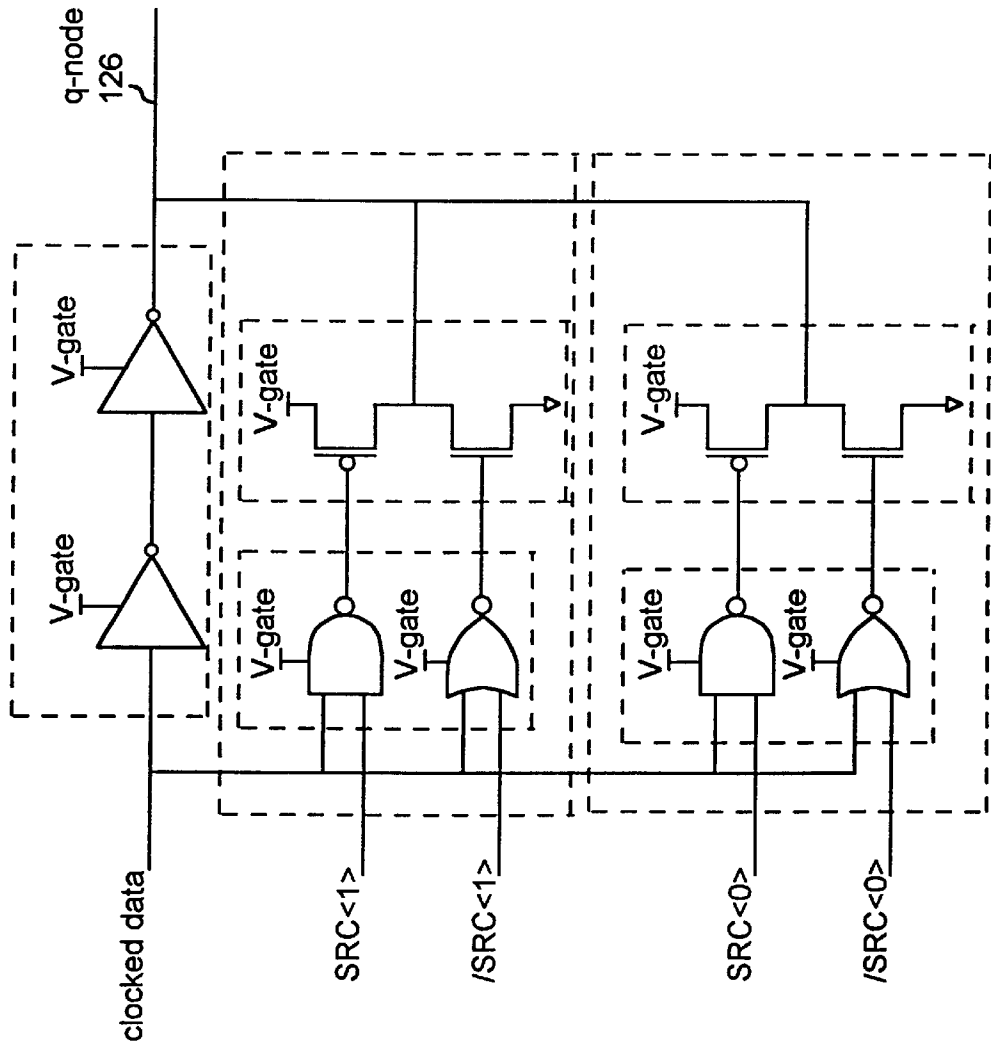 q-node
126
V-gate
V-gate
clocked data
V-gate
V-gate
V-gate
SRC<1>
/SRC<1>
V-gate
V-gate
V-gate
SRC<0>
/SRC<0>